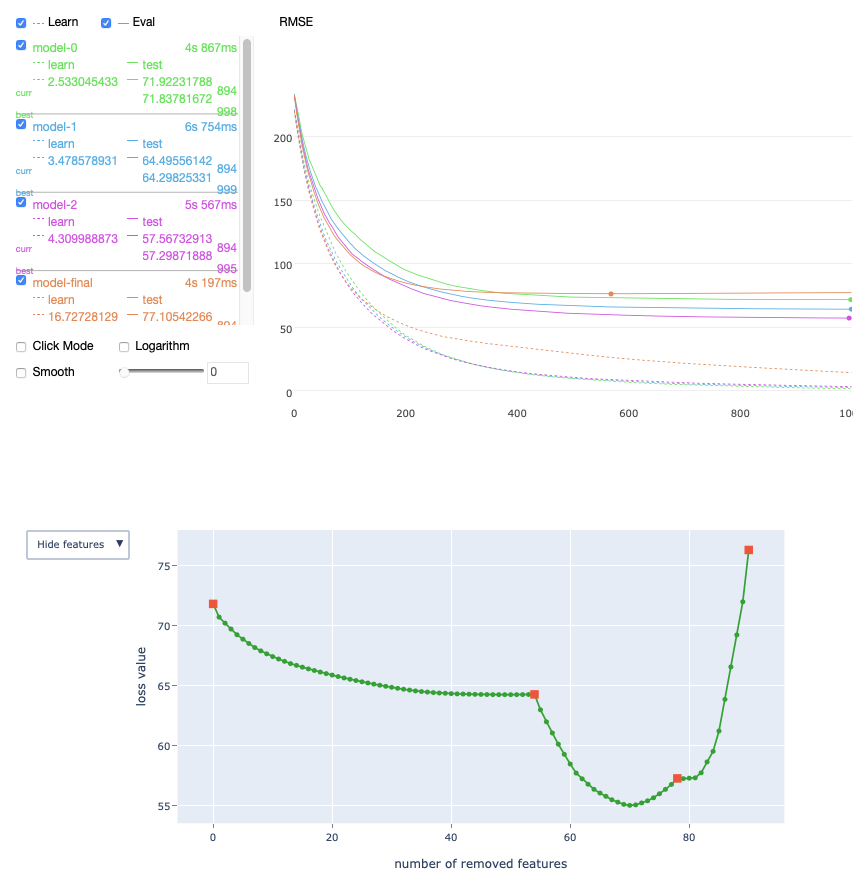 Learn Eval RMSE
model-0 4s 867ms
learn test
2.533045433 71.92231788
curr 894
71.83781672
best 998
model-1 6s 754ms
learn test
3.478578931 64.49556142
curr 894
64.29825331
best 999
model-2 5s 567ms
learn test
4.309988873 57.56732913
curr 894
57.29871888
best 995
model-final 4s 197ms
learn test
16.72728129 77.10542266
894
Click Mode Logarithm
Smooth 0
200
150
100
50
0
0 200 400 600 800 100
Hide features ▼
75
70
65
60
55
loss value
0 20 40 60 80
number of removed features